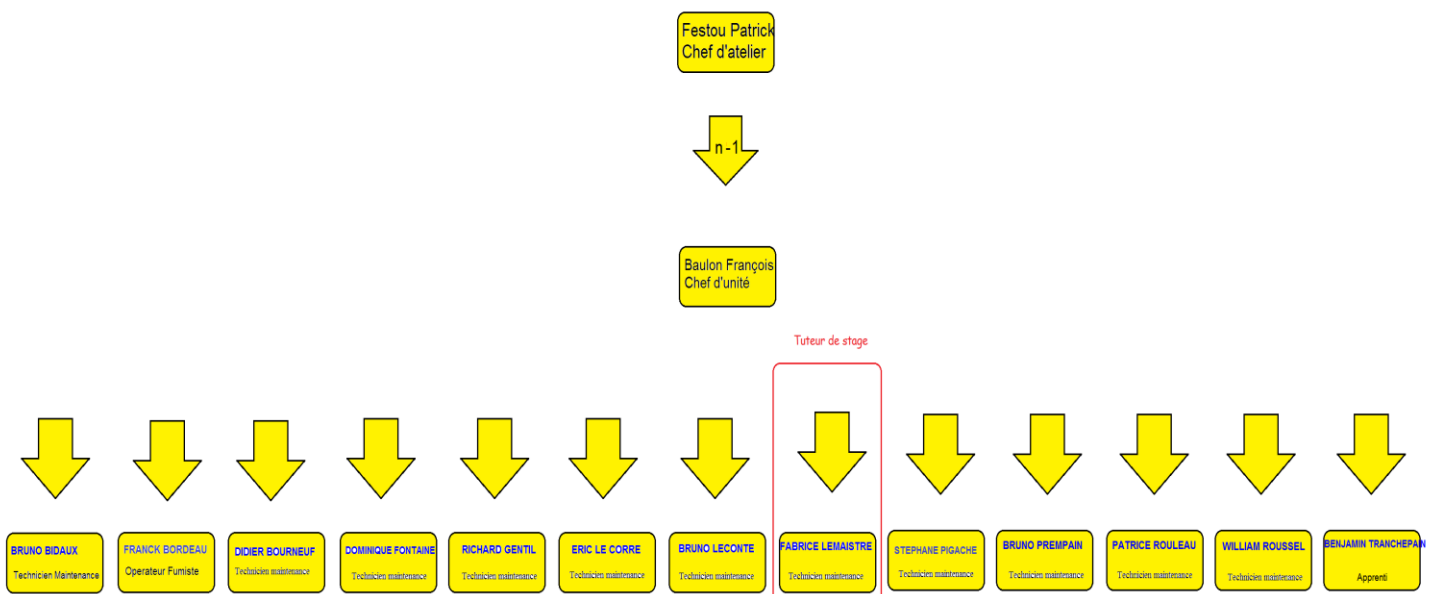 Festou Patrick
Chef d'atelier
n -1
Baulon François
Chef d'unité
Tuteur de stage
BRUNO BIDAUX
Technicien Maintenance
FRANCK BORDEAU
Operateur Fumiste
DIDIER BOURNEUF
Technicien maintenance
DOMINIQUE FONTAINE
Technicien maintenance
RICHARD GENTIL
Technicien maintenance
ERIC LE CORRE
Technicien maintenance
BRUNO LECONTE
Technicien maintenance
FABRICE LEMAISTRE
Technicien maintenance
STEPHANE PIGACHE
Technicien maintenance
BRUNO PREMPAIN
Technicien maintenance
PATRICE ROULEAU
Technicien maintenance
WILLIAM ROUSSEL
Technicien maintenance
BENJAMIN TRANCHEPAIN
Apprenti